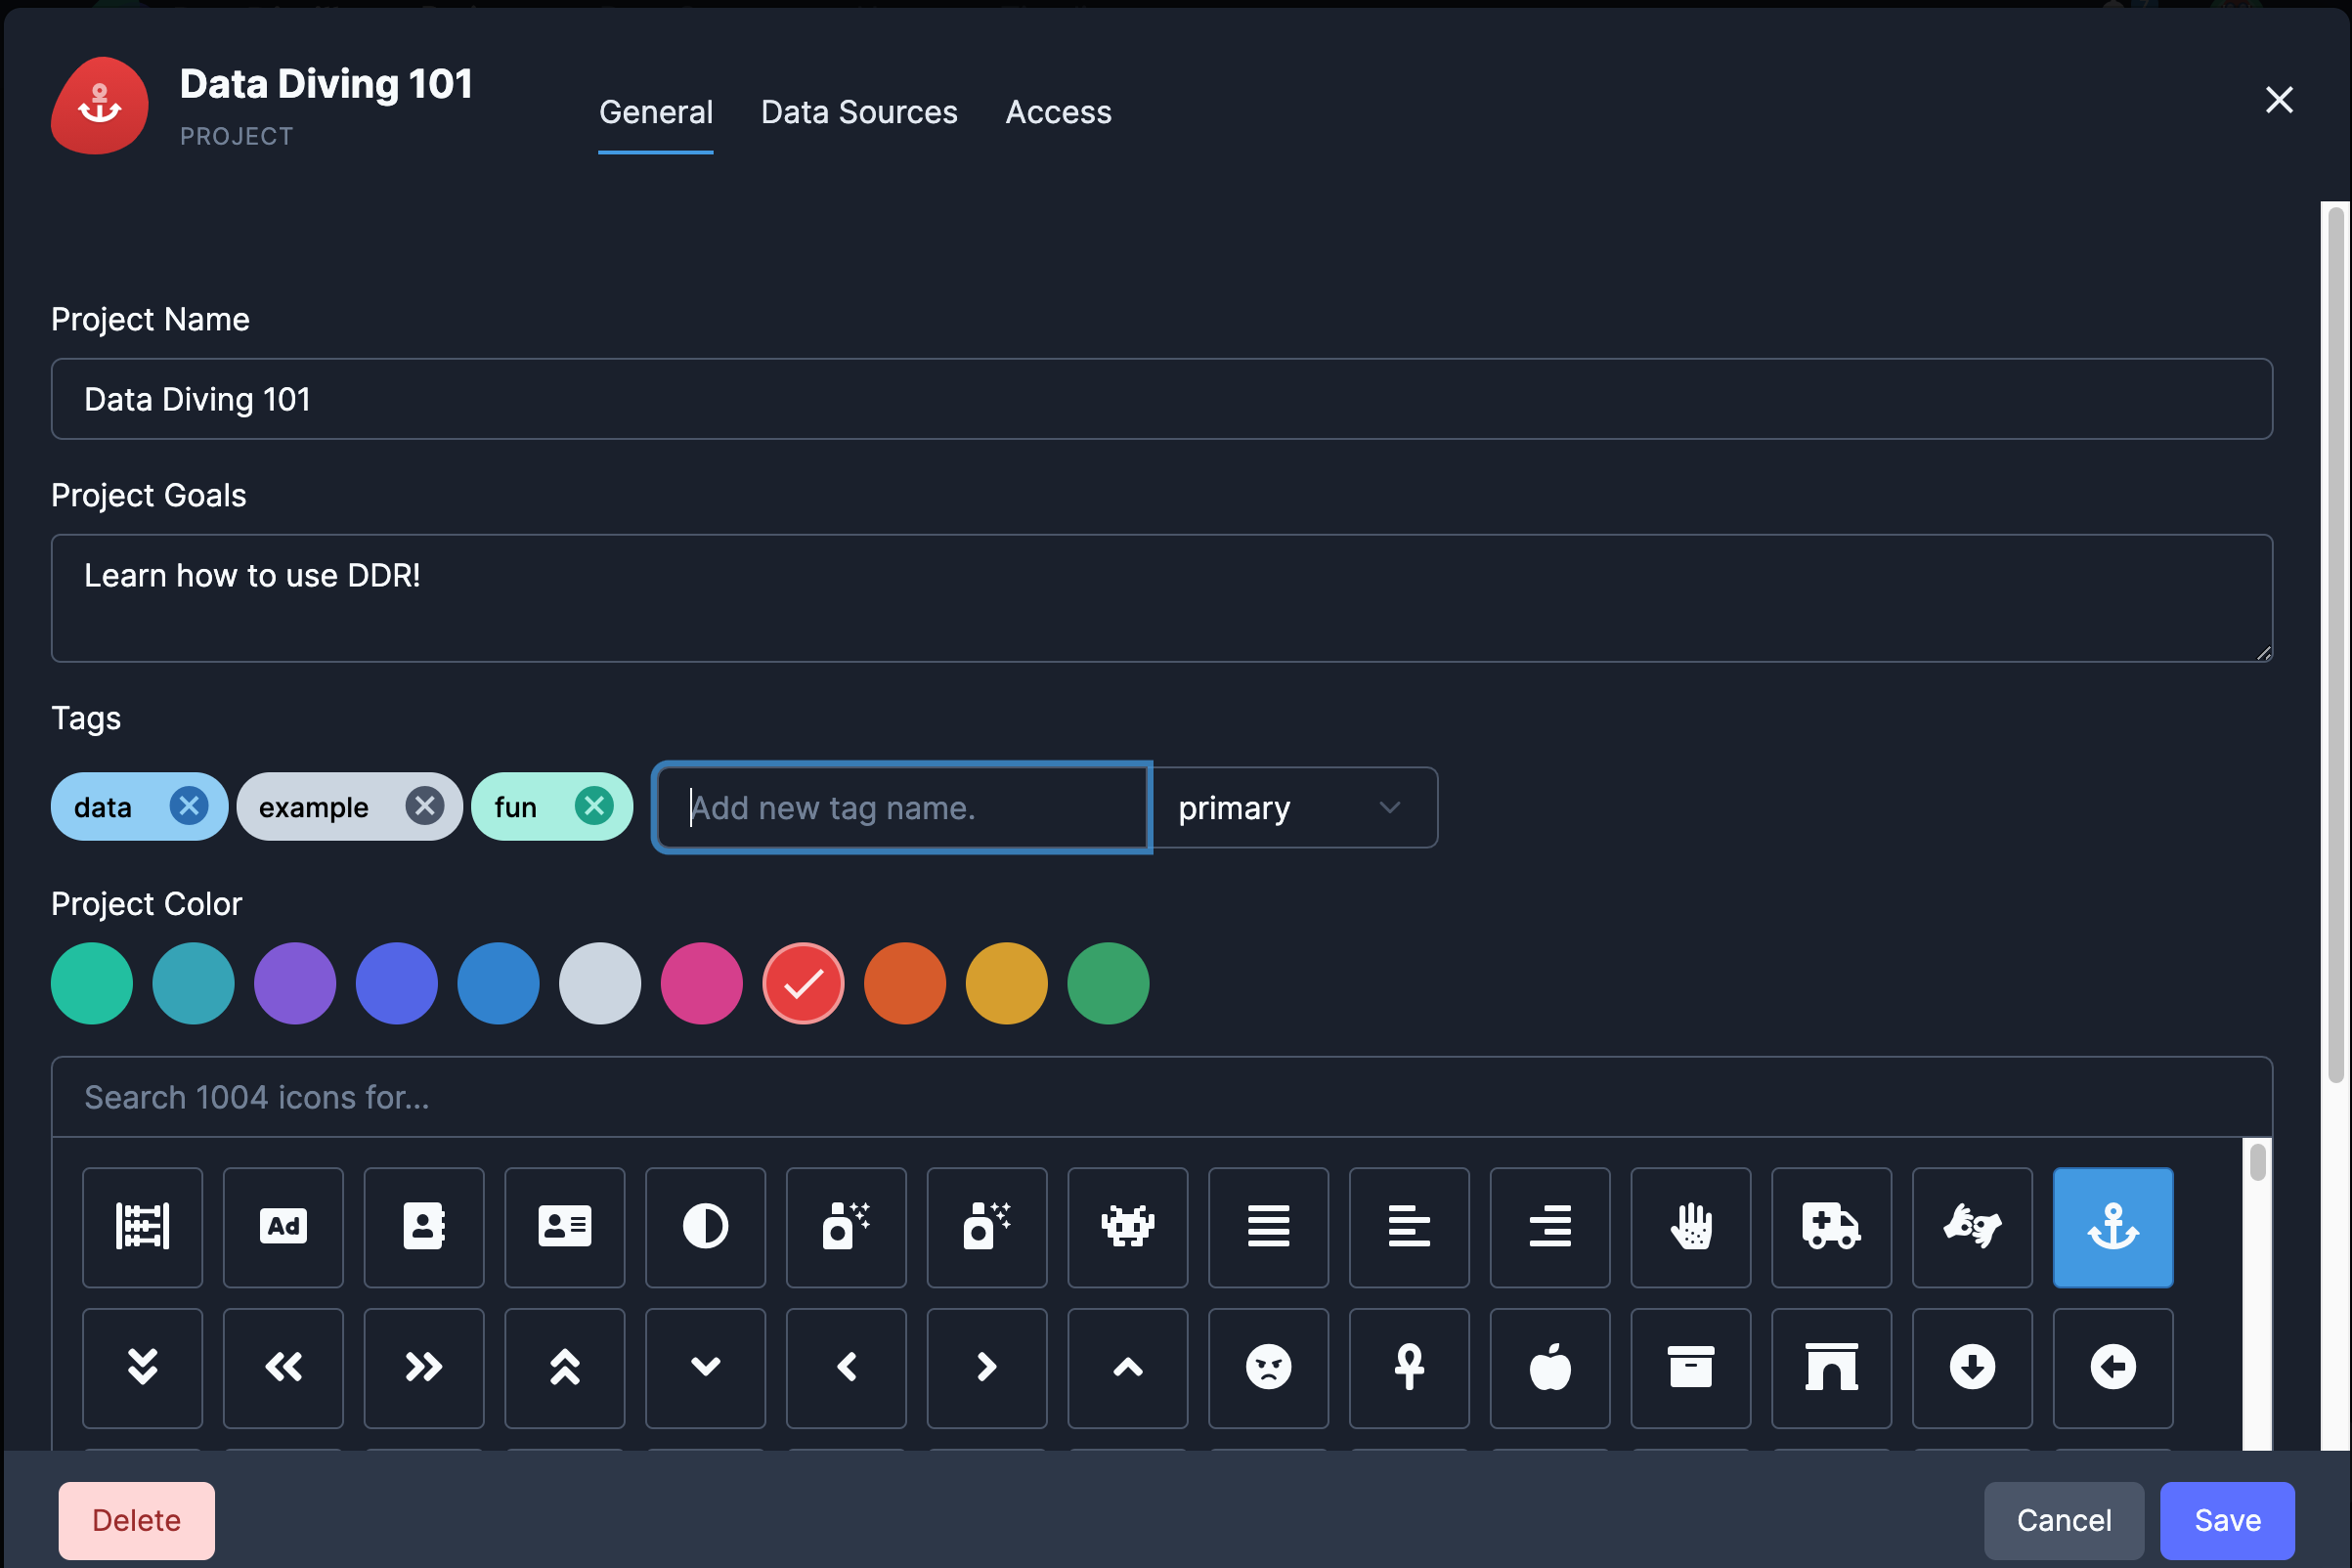 Data Diving 101
PROJECT
General Data Sources Access
Project Name
Data Diving 101
Project Goals
Learn how to use DDR!
Tags
data example fun Add new tag name. primary
Project Color
Search 1004 icons for...
Ad
Delete Cancel Save